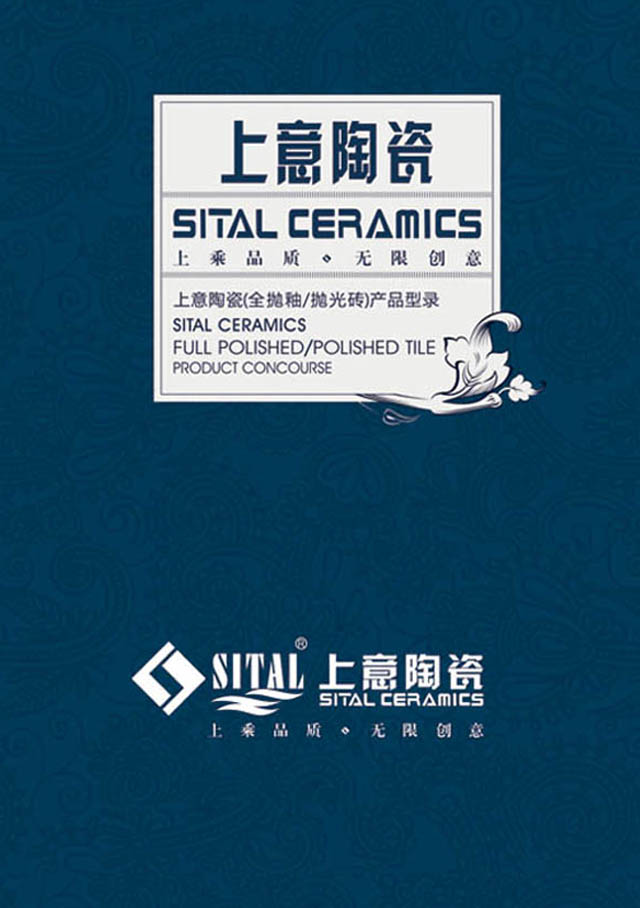 上意陶瓷
SITAL CERAMICS
上乘品质 · 无限创意
上意陶瓷(全抛釉/抛光砖)产品型录
SITAL CERAMICS
FULL POLISHED/POLISHED TILE
PRODUCT CONCOURSE
SITAL® 上意陶瓷
SITAL CERAMICS
上乘品质 · 无限创意